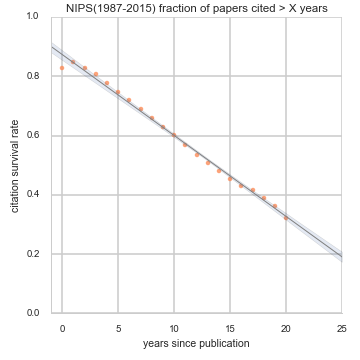 NIPS(1987-2015) fraction of papers cited > X years
1.0
0.8
0.6
0.4
0.2
0.0
citation survival rate
0 5 10 15 20 25
years since publication